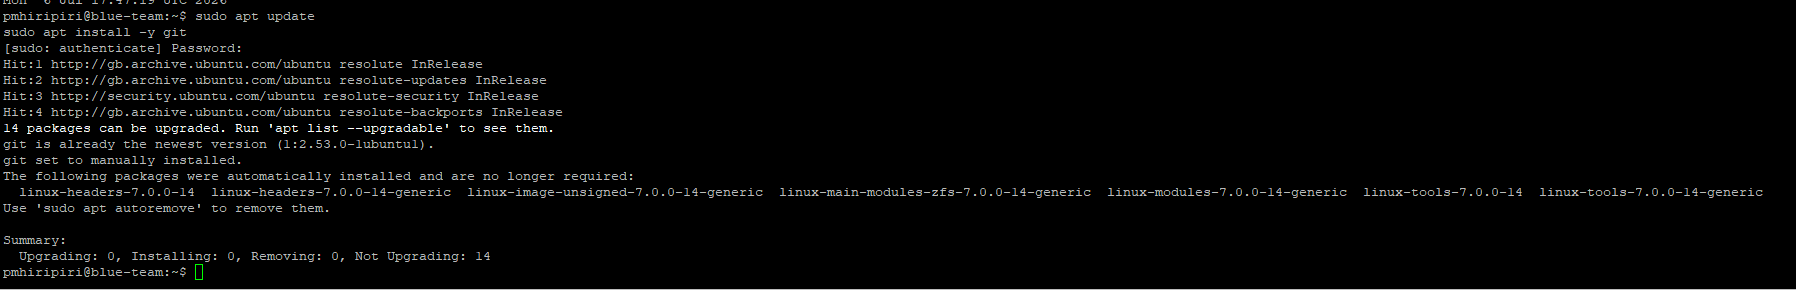 Mon  6 Jul 17:47:19 UTC 2026
pmhiripiri@blue-team:~$ sudo apt update
sudo apt install -y git
[sudo: authenticate] Password:
Hit:1 http://gb.archive.ubuntu.com/ubuntu resolute InRelease
Hit:2 http://gb.archive.ubuntu.com/ubuntu resolute-updates InRelease
Hit:3 http://security.ubuntu.com/ubuntu resolute-security InRelease
Hit:4 http://gb.archive.ubuntu.com/ubuntu resolute-backports InRelease
14 packages can be upgraded. Run 'apt list --upgradable' to see them.
git is already the newest version (1:2.53.0-1ubuntu1).
git set to manually installed.
The following packages were automatically installed and are no longer required:
  linux-headers-7.0.0-14  linux-headers-7.0.0-14-generic  linux-image-unsigned-7.0.0-14-generic  linux-main-modules-zfs-7.0.0-14-generic  linux-modules-7.0.0-14-generic  linux-tools-7.0.0-14  linux-tools-7.0.0-14-generic
Use 'sudo apt autoremove' to remove them.
Summary:
  Upgrading: 0, Installing: 0, Removing: 0, Not Upgrading: 14
pmhiripiri@blue-team:~$